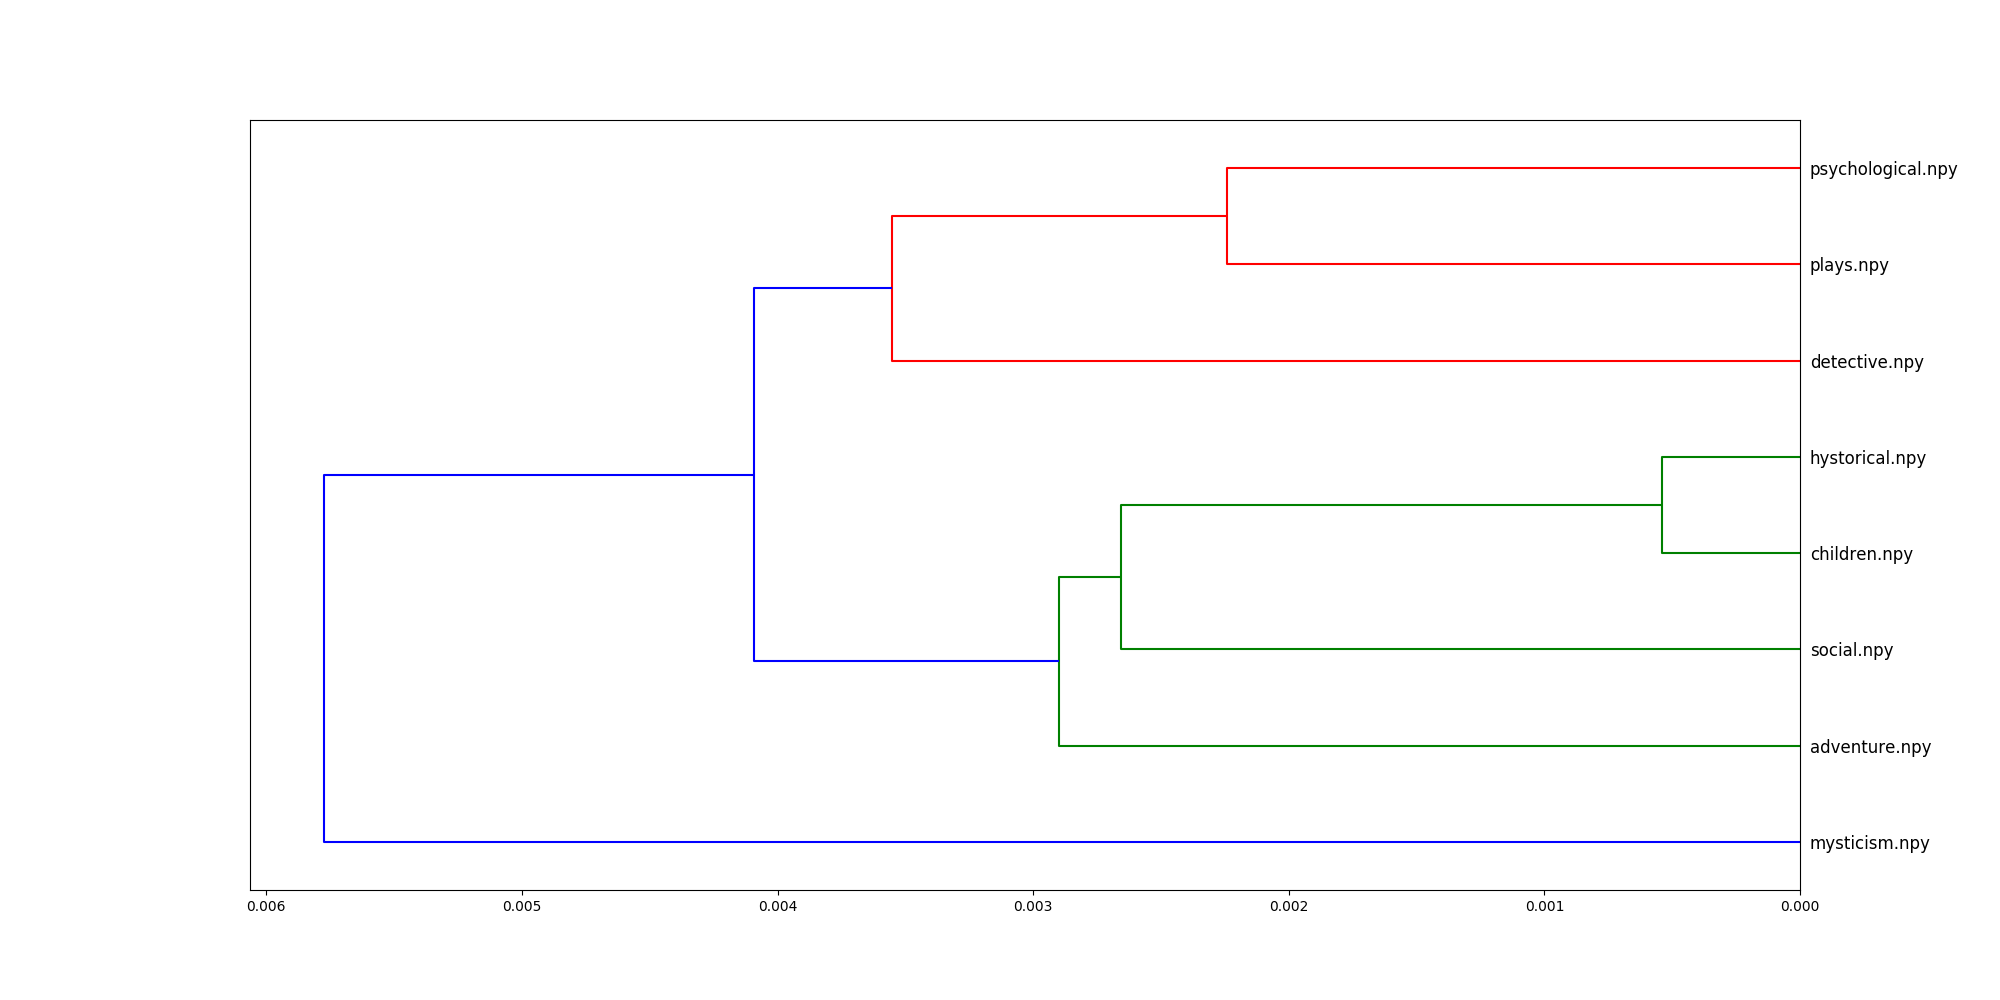 psychological.npy
plays.npy
detective.npy
hystorical.npy
children.npy
social.npy
adventure.npy
mysticism.npy
0.006 0.005 0.004 0.003 0.002 0.001 0.000